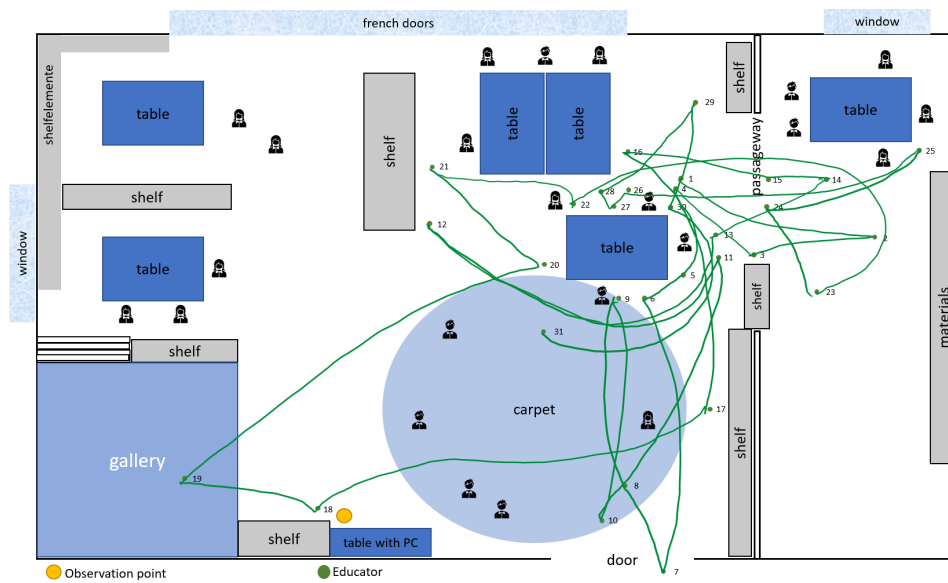 french doors
window
shelfelemente
table
shelf
table
table
shelf
passageway
table
29
21
16
1
4
15
14
25
shelf
28
26
22
27
30
24
12
table
13
2
3
11
window
table
20
5
23
9
6
shelf
materials
31
shelf
carpet
17
shelf
gallery
19
8
18
10
shelf
table with PC
door
7
Observation point
Educator